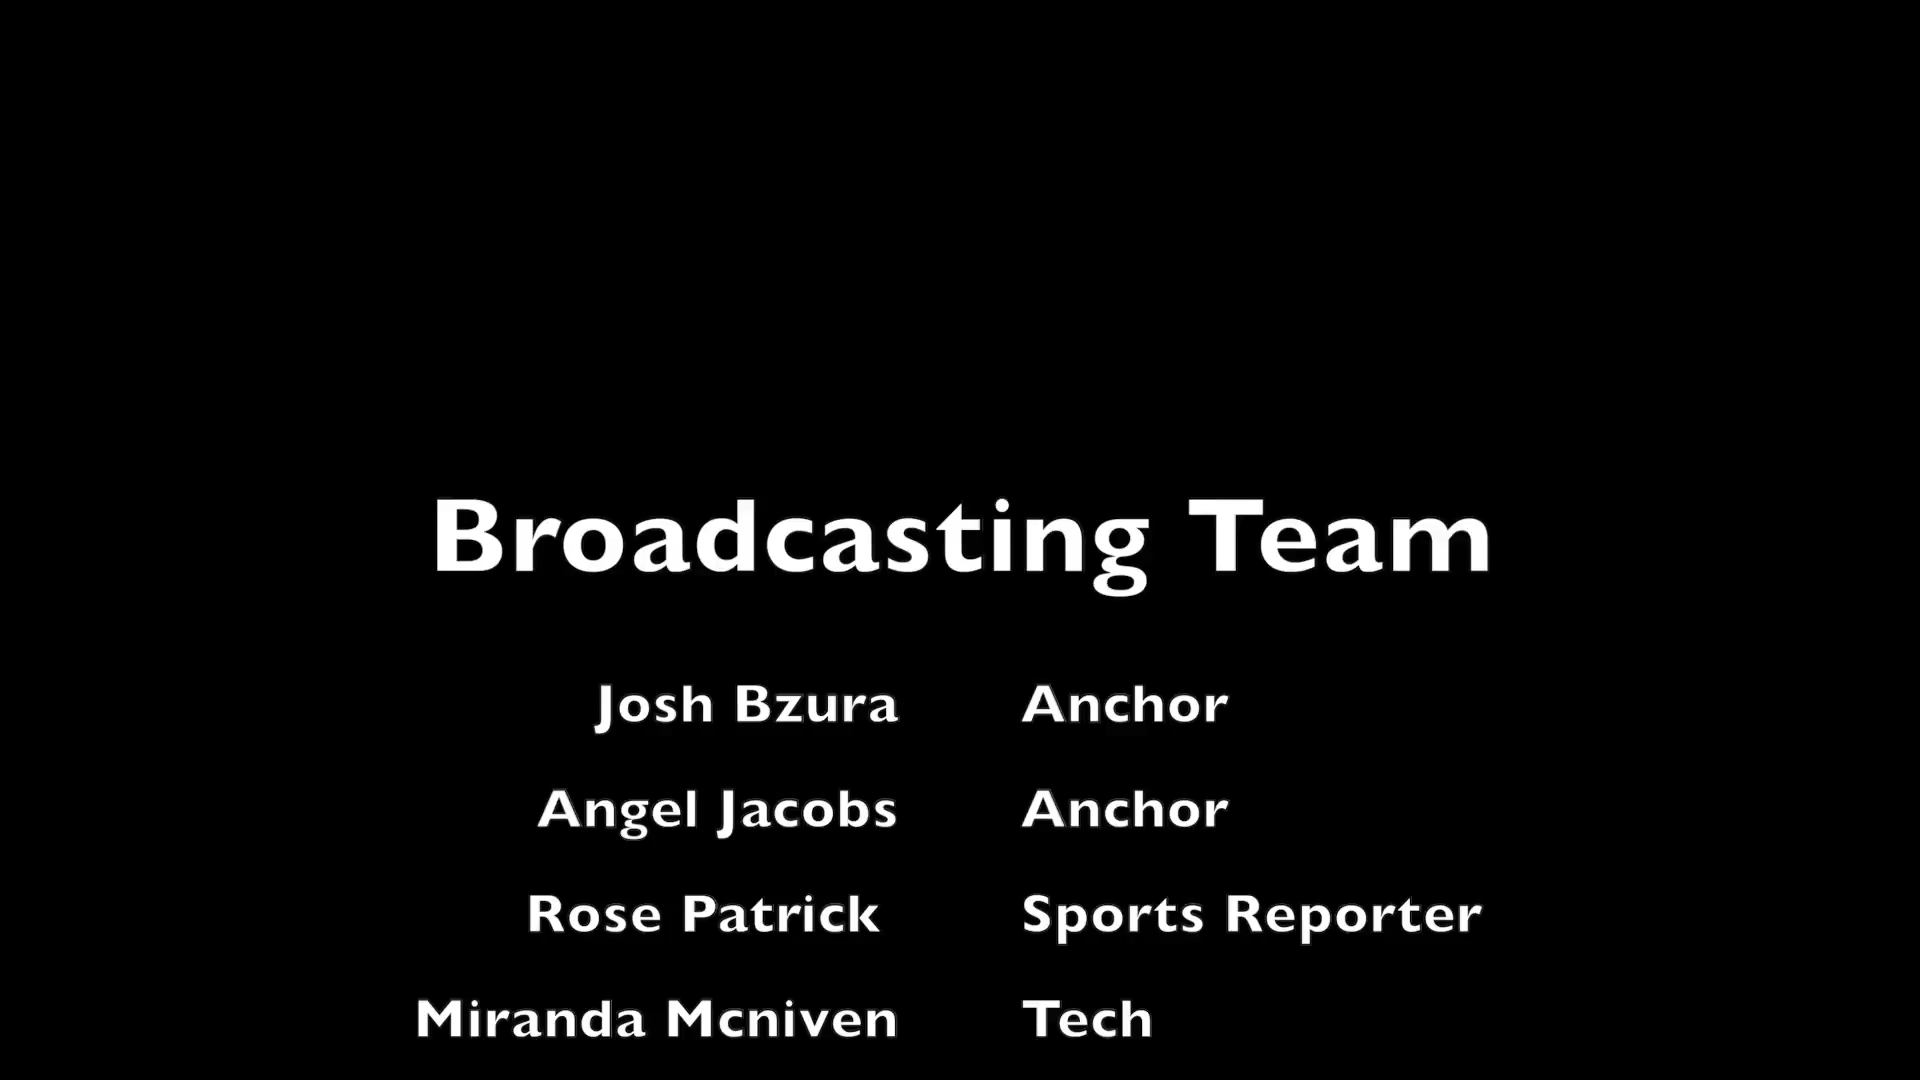 Broadcasting Team
Josh Bzura Anchor
Angel Jacobs Anchor
Rose Patrick Sports Reporter
Miranda Mcniven Tech